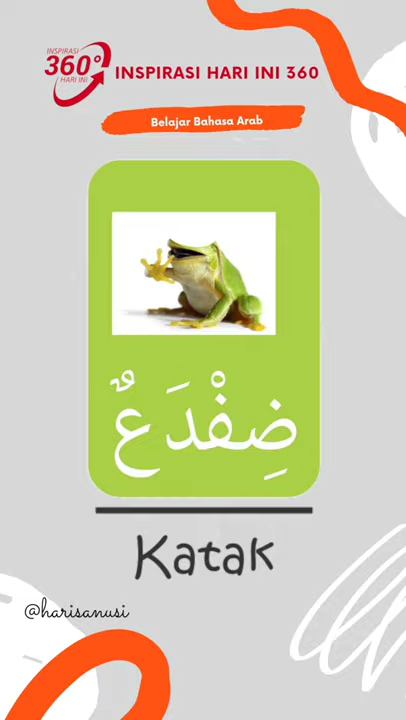 INSPIRASI
360°
HARI INI
INSPIRASI HARI INI 360
Belajar Bahasa Arab
ضِفْدَعٌ
Katak
@harisanusi